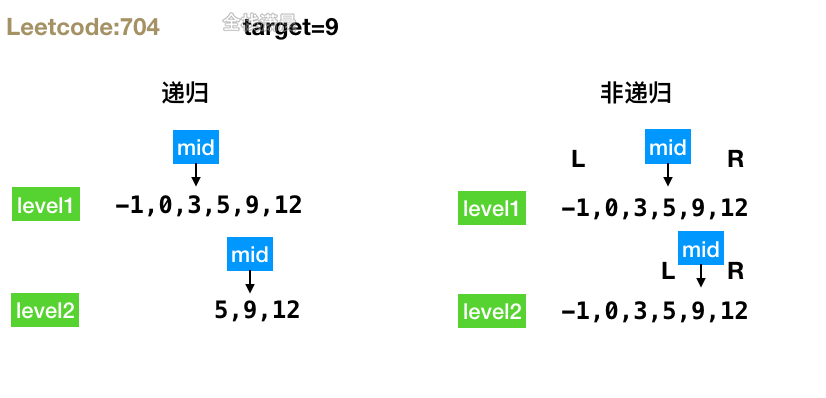 Leetcode:704
全栈潇晨
target=9
递归
非递归
mid
L
mid
R
level1
-1,0,3,5,9,12
level1
-1,0,3,5,9,12
mid
mid
L
R
level2
5,9,12
level2
-1,0,3,5,9,12